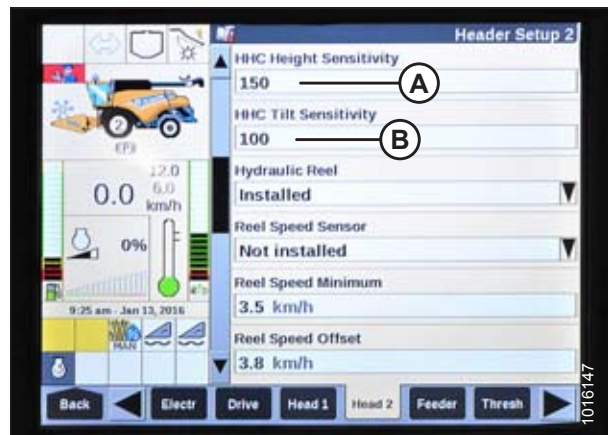 Header Setup 2
HHC Height Sensitivity
150
A
HHC Tilt Sensitivity
100
B
Hydraulic Reel
Installed
Reel Speed Sensor
Not installed
Reel Speed Minimum
3.5 km/h
Reel Speed Offset
3.8 km/h
2
(P)
12.0
0.0 6.0
km/h
0%
9:25 am - Jan 13, 2016
MAN
Back Electr Drive Head 1 Head 2 Feeder Thresh
1016147